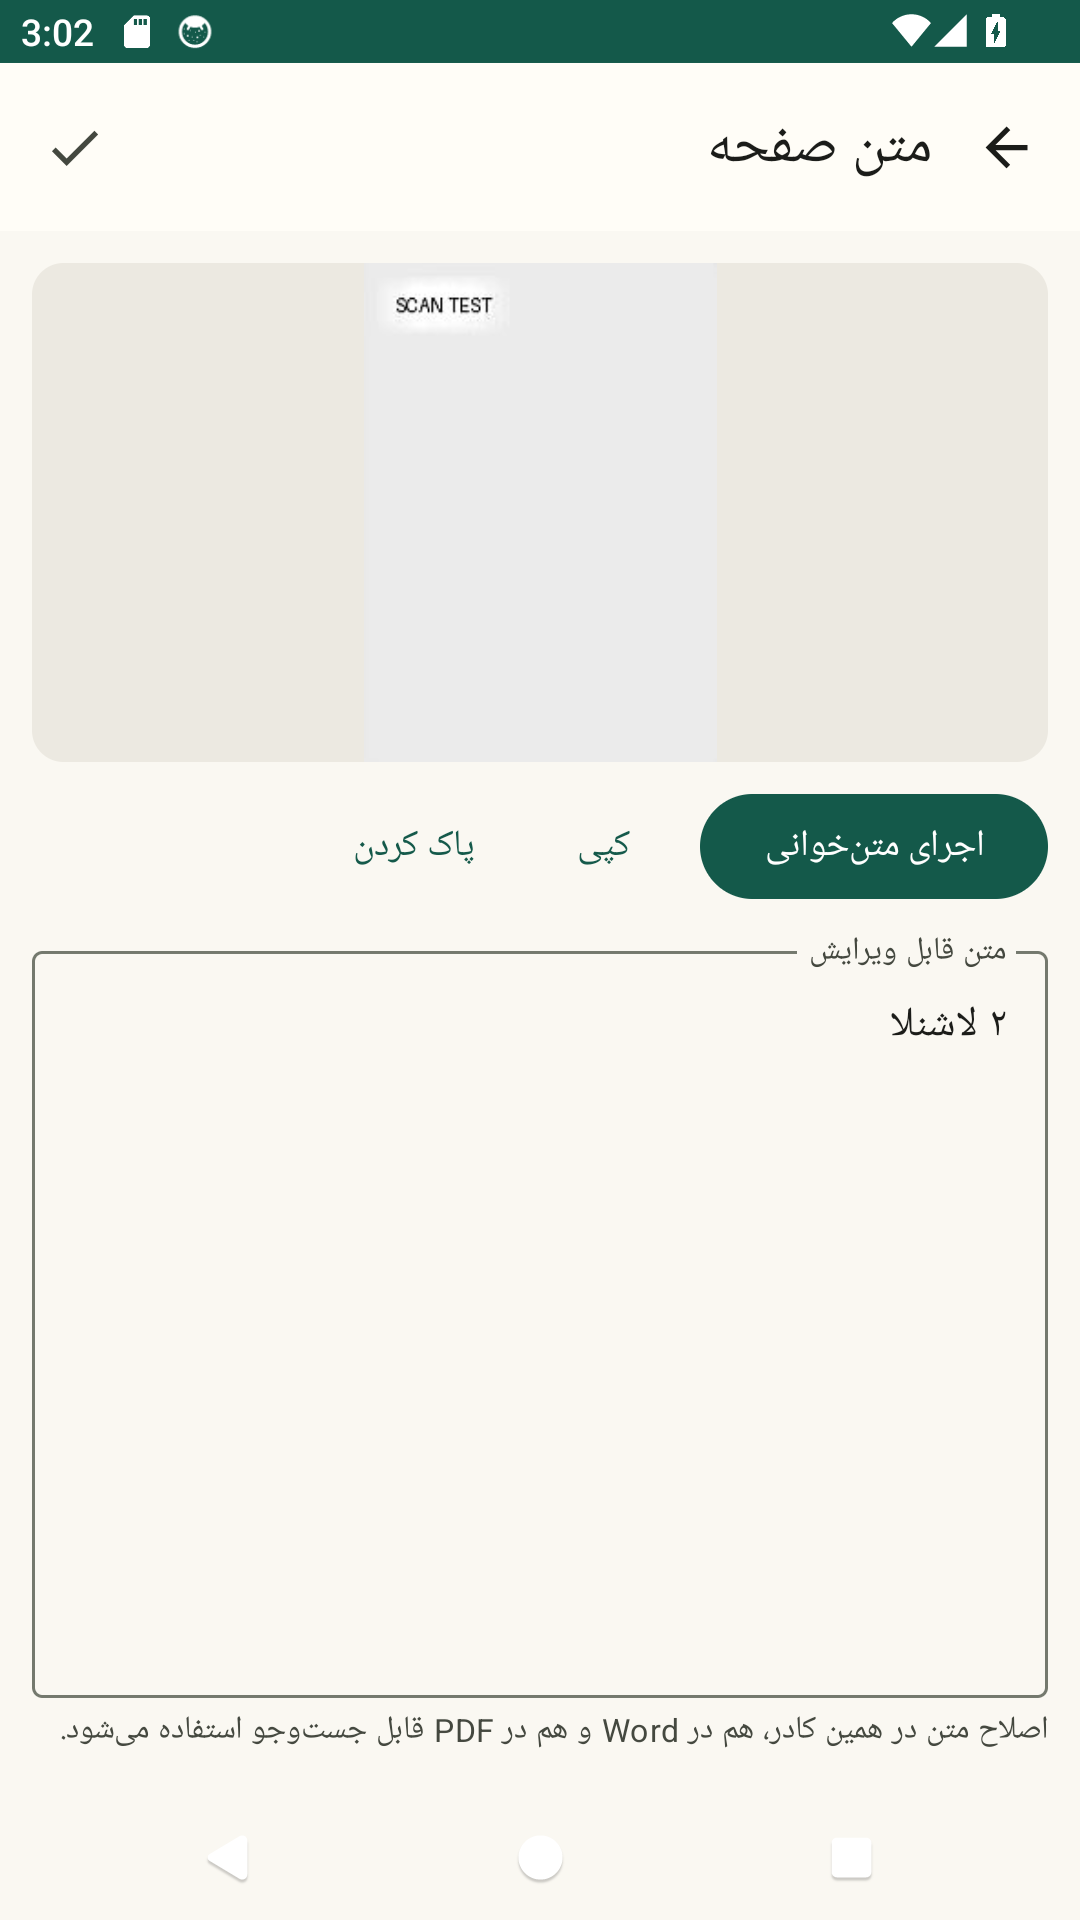 3:02
متن صفحه
SCAN TEST
اجرای متن‌خوانی
کپی
پاک کردن
متن قابل ویرایش
۲ لاشنلا
اصلاح متن در همین کادر، هم در Word و هم در PDF قابل جست‌وجو استفاده می‌شود.